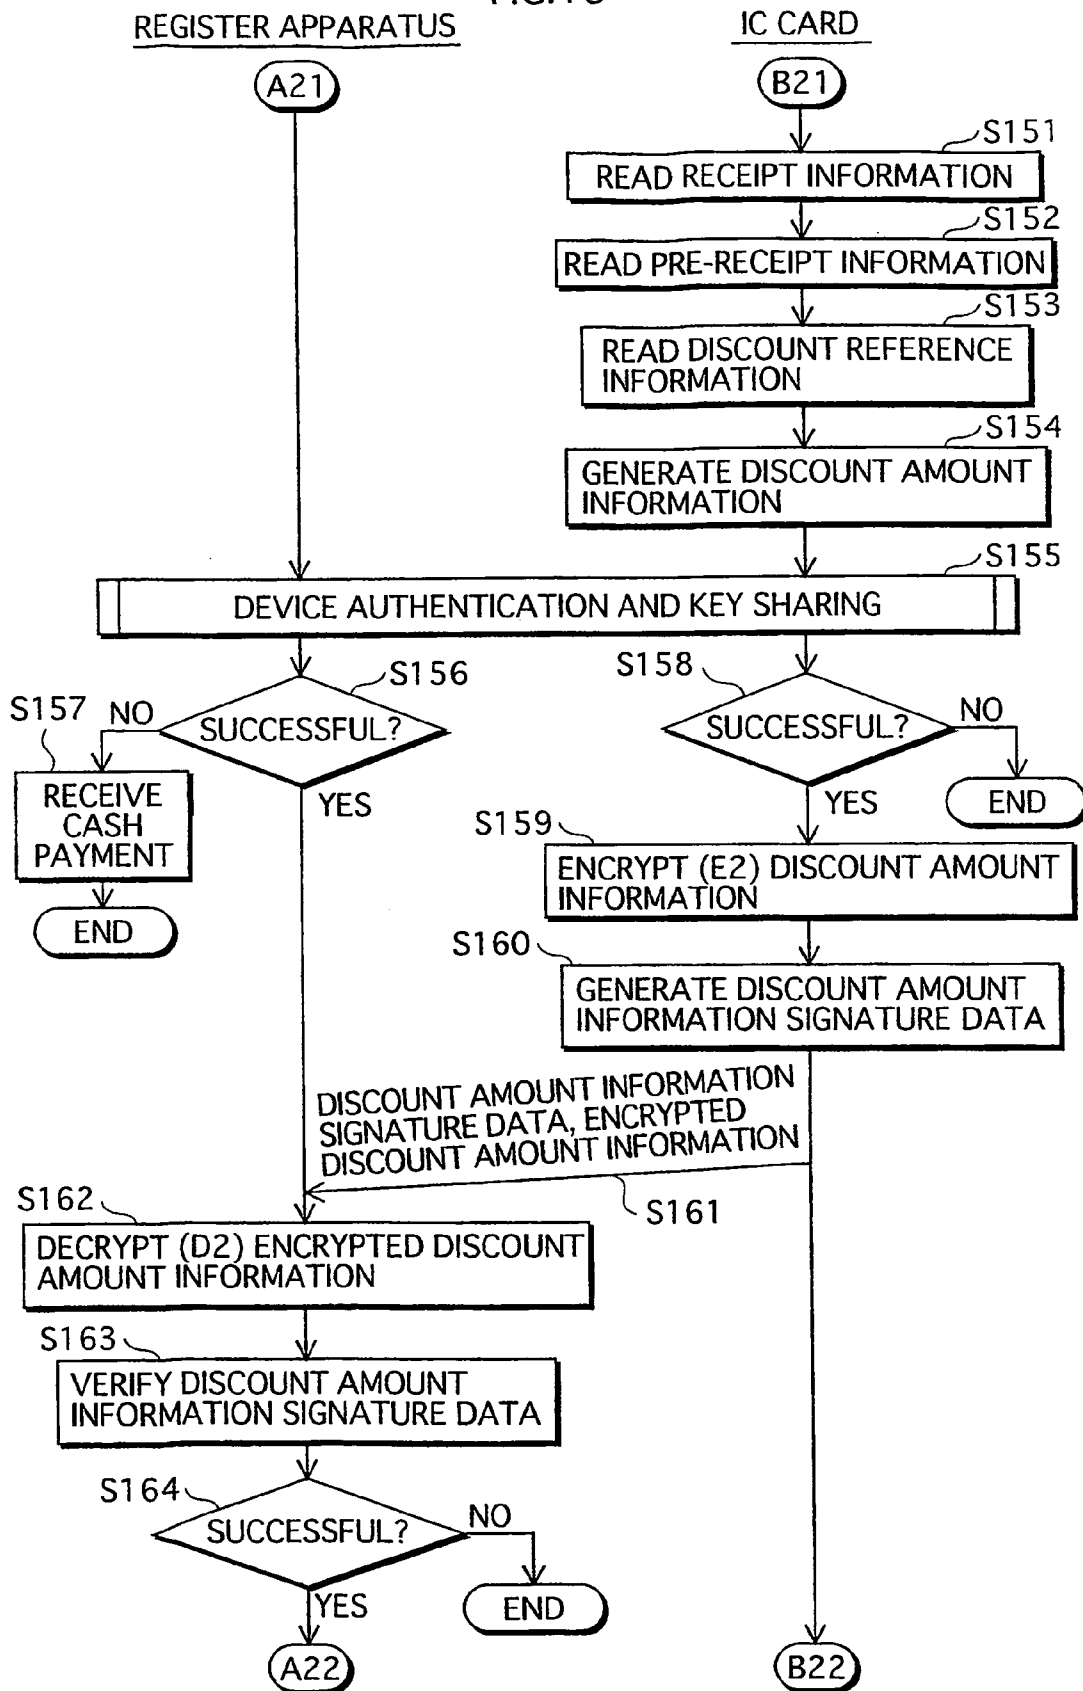 REGISTER APPARATUS
IC CARD
A21
B21
S151
READ RECEIPT INFORMATION
S152
READ PRE-RECEIPT INFORMATION
S153
READ DISCOUNT REFERENCE
INFORMATION
S154
GENERATE DISCOUNT AMOUNT
INFORMATION
S155
DEVICE AUTHENTICATION AND KEY SHARING
S156
S158
S157
NO
SUCCESSFUL?
SUCCESSFUL?
NO
RECEIVE
CASH
PAYMENT
YES
YES
END
S159
ENCRYPT (E2) DISCOUNT AMOUNT
INFORMATION
END
S160
GENERATE DISCOUNT AMOUNT
INFORMATION SIGNATURE DATA
DISCOUNT AMOUNT INFORMATION
SIGNATURE DATA, ENCRYPTED
DISCOUNT AMOUNT INFORMATION
S161
S162
DECRYPT (D2) ENCRYPTED DISCOUNT
AMOUNT INFORMATION
S163
VERIFY DISCOUNT AMOUNT
INFORMATION SIGNATURE DATA
S164
SUCCESSFUL?
NO
YES
END
A22
B22